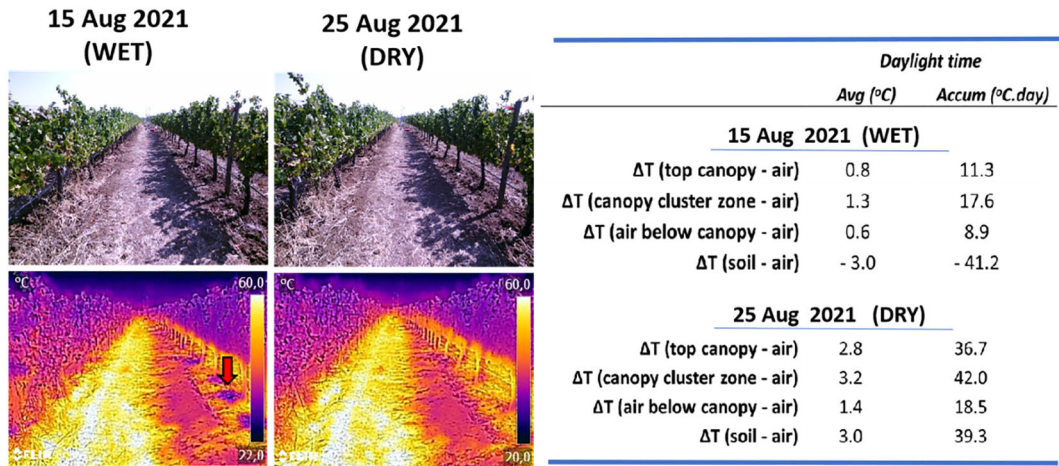 15 Aug 2021
(WET)
25 Aug 2021
(DRY)
°C
60,0
22,0
FLIR
°C
60,0
20,0
FLIR
Daylight time
Avg (°C) Accum (°C.day)
15 Aug 2021 (WET)
ΔT (top canopy - air) 0.8 11.3
ΔT (canopy cluster zone - air) 1.3 17.6
ΔT (air below canopy - air) 0.6 8.9
ΔT (soil - air) - 3.0 - 41.2
25 Aug 2021 (DRY)
ΔT (top canopy - air) 2.8 36.7
ΔT (canopy cluster zone - air) 3.2 42.0
ΔT (air below canopy - air) 1.4 18.5
ΔT (soil - air) 3.0 39.3